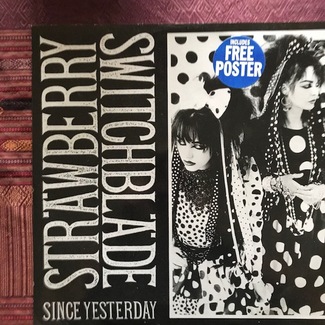 STRAWBERRY
SWITCHBLADE
SINCE YESTERDAY
INCLUDES
FREE
POSTER